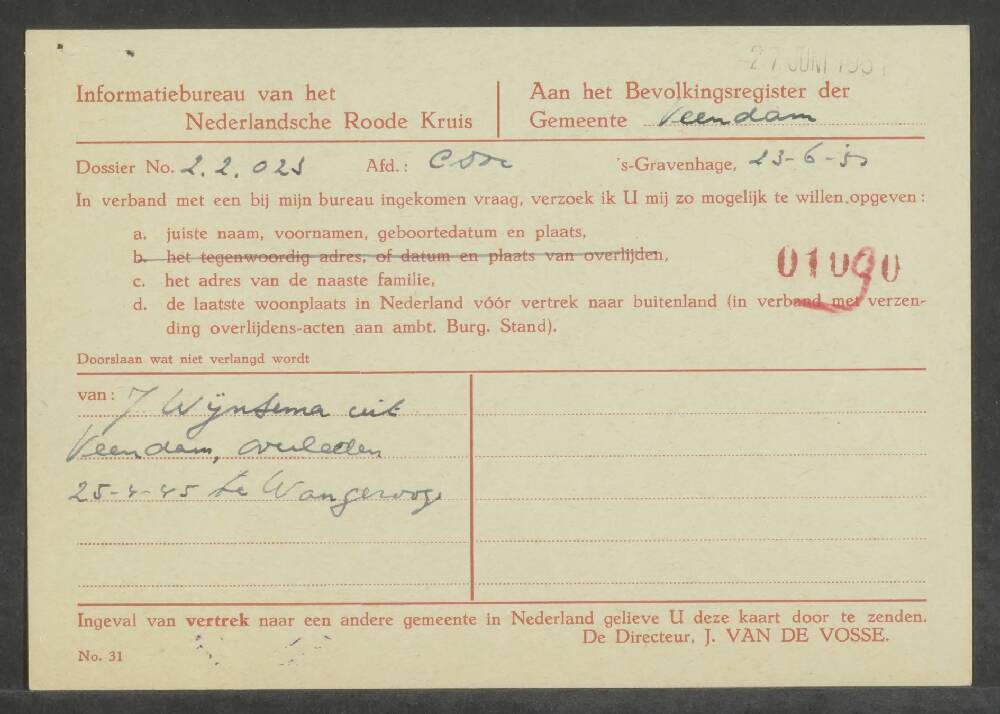 27 JUNI 1951
Informatiebureau van het
Nederlandsche Roode Kruis
Aan het Bevolkingsregister der
Gemeente Veendam
Dossier No. 2.2.023 Afd.: 's-Gravenhage, 23-6-51
In verband met een bij mijn bureau ingekomen vraag, verzoek ik U mij zo mogelijk te willen opgeven:
a. juiste naam, voornamen, geboortedatum en plaats,
b. het tegenwoordig adres, of datum en plaats van overlijden,
c. het adres van de naaste familie,
d. de laatste woonplaats in Nederland vóór vertrek naar buitenland (in verband met verzen-
ding overlijdens-acten aan ambt. Burg. Stand).
01090
Doorslaan wat niet verlangd wordt
van: J. Wijntsema uit
Veendam, overleden
25-4-45 te Wangeroog
Ingeval van vertrek naar een andere gemeente in Nederland gelieve U deze kaart door te zenden.
De Directeur, J. VAN DE VOSSE.
No. 31